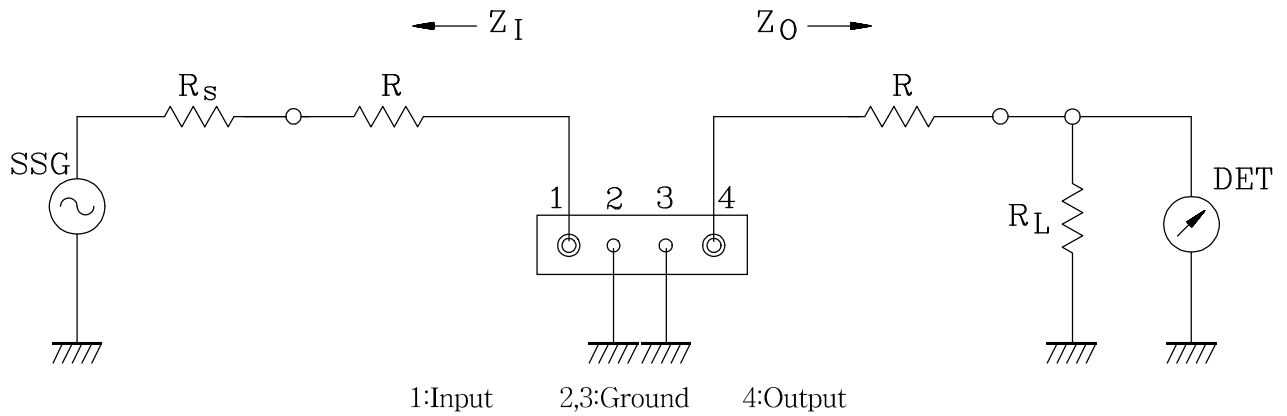 Z_I Z_O
R_s R R
SSG DET
1 2 3 4
R_L
1:Input 2,3:Ground 4:Output